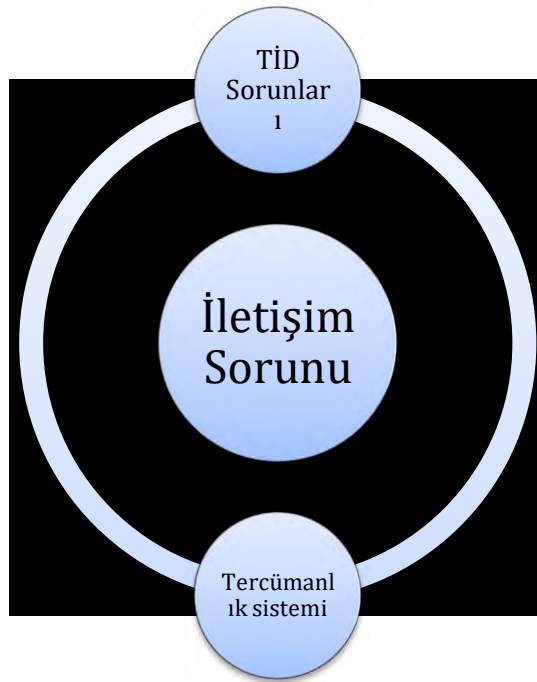 TİD
Sorunlar
ı
İletişim
Sorunu
Tercümanl
ık sistemi